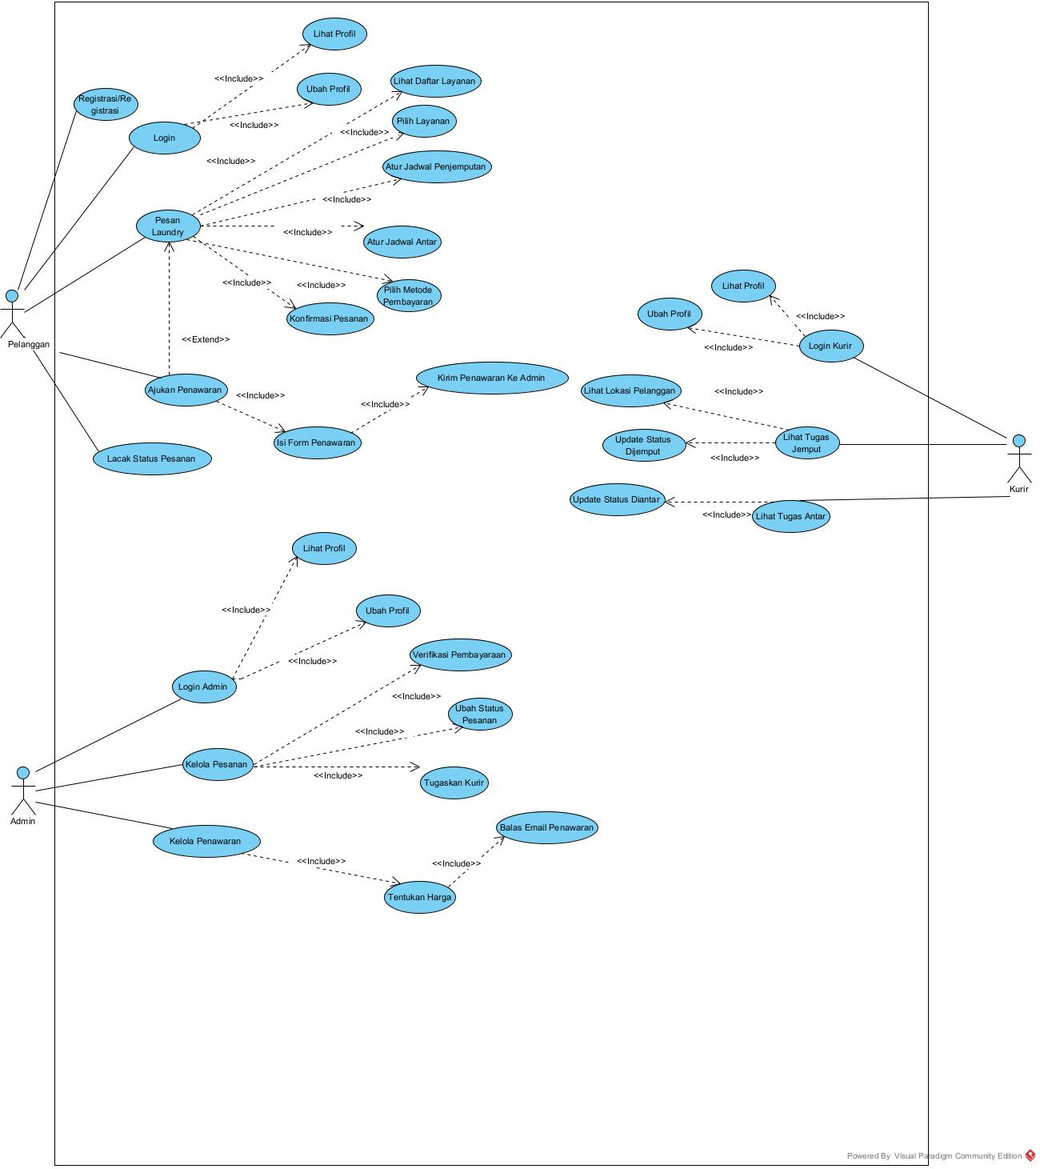 Lihat Profil
<<Include>>
Lihat Daftar Layanan
Ubah Profil
Registrasi/Re
gistrasi
<<Include>>
Pilih Layanan
Login
<<Include>>
<<Include>>
Atur Jadwal Penjemputan
<<Include>>
Pesan
Laundry
<<Include>>
Atur Jadwal Antar
<<Include>>
<<Include>>
Pilih Metode
Pembayaran
Konfirmasi Pesanan
<<Extend>>
Pelanggan
Ajukan Penawaran
<<Include>>
<<Include>>
Kirim Penawaran Ke Admin
Isi Form Penawaran
Lacak Status Pesanan
Lihat Profil
Ubah Profil
<<Include>>
<<Include>>
Login Kurir
Lihat Lokasi Pelanggan
<<Include>>
Update Status
Dijemput
<<Include>>
Lihat Tugas
Jemput
Kurir
Update Status Diantar
<<Include>>
Lihat Tugas Antar
Lihat Profil
<<Include>>
Ubah Profil
<<Include>>
Verifikasi Pembayaraan
Login Admin
<<Include>>
Ubah Status
Pesanan
<<Include>>
Kelola Pesanan
<<Include>>
Tugaskan Kurir
Admin
Kelola Penawaran
<<Include>>
<<Include>>
Balas Email Penawaran
Tentukan Harga
Powered By Visual Paradigm Community Edition